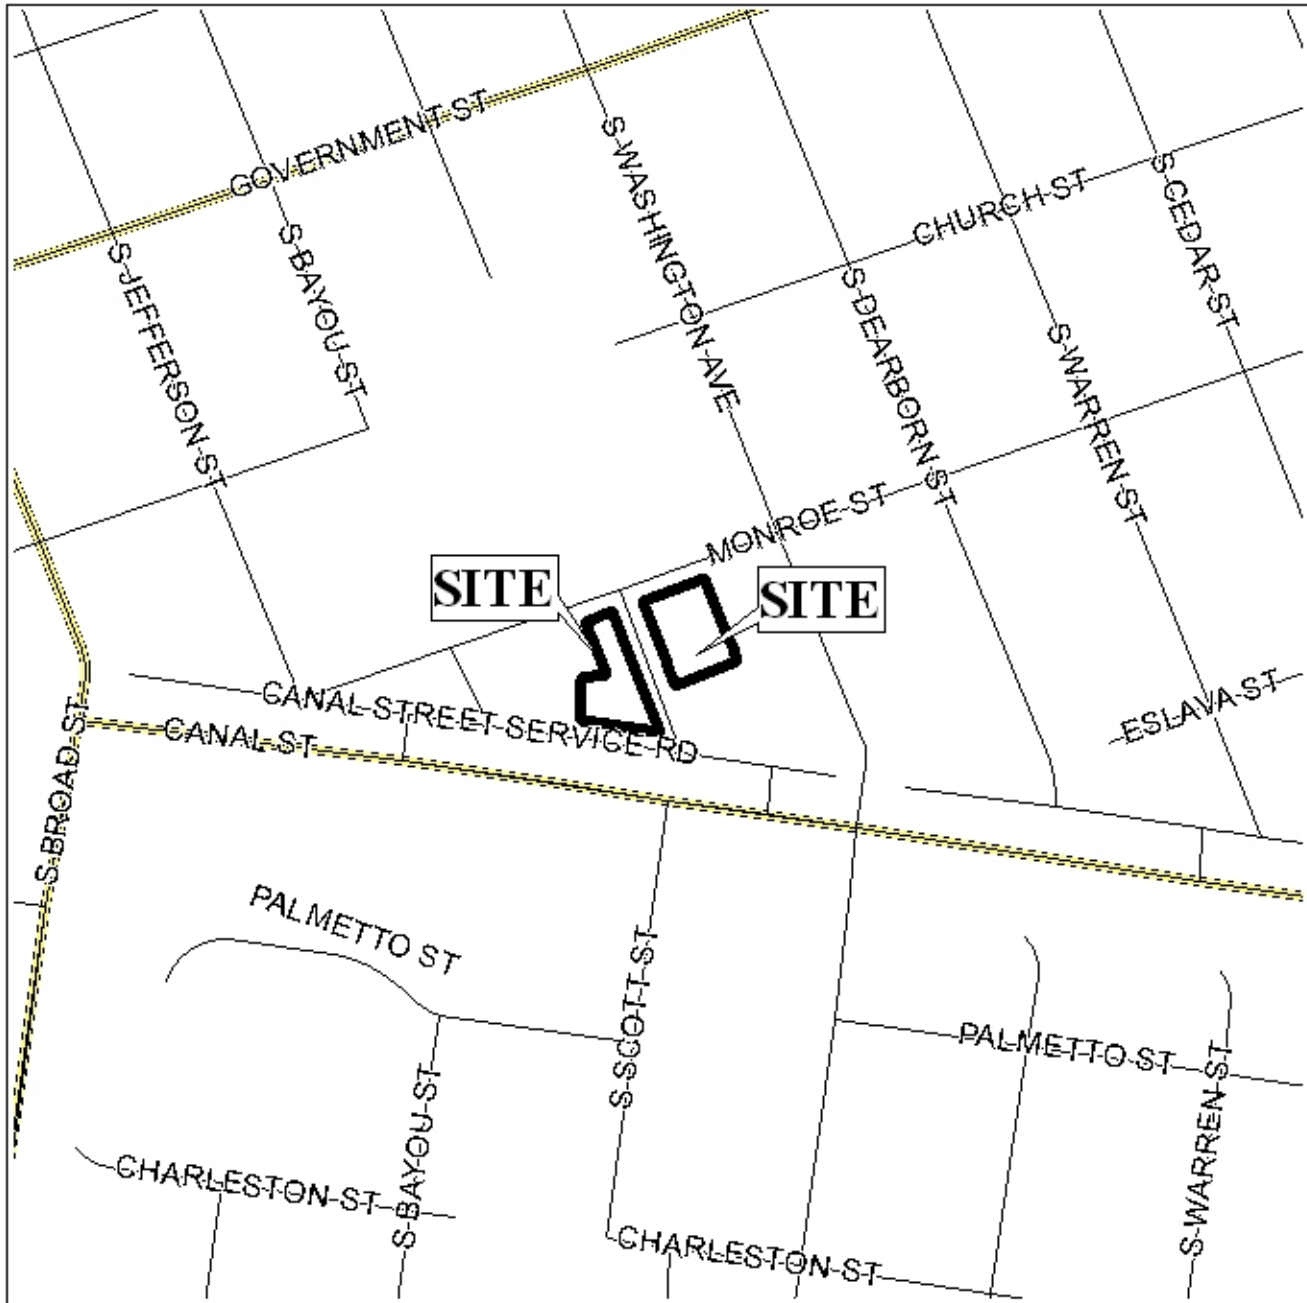 GOVERNMENT ST
S WASHINGTON AVE
S CEDAR ST
CHURCH ST
S BAYOU ST
S JEFFERSON ST
S DEARBORN ST
S WARREN ST
MONROE ST
SITE
SITE
CANAL STREET SERVICE RD
ESLAVA ST
CANAL ST
S BROAD ST
PALMETTO ST
S SCOTT ST
PALMETTO ST
S BAYOU ST
S WARREN ST
CHARLESTON ST
CHARLESTON ST